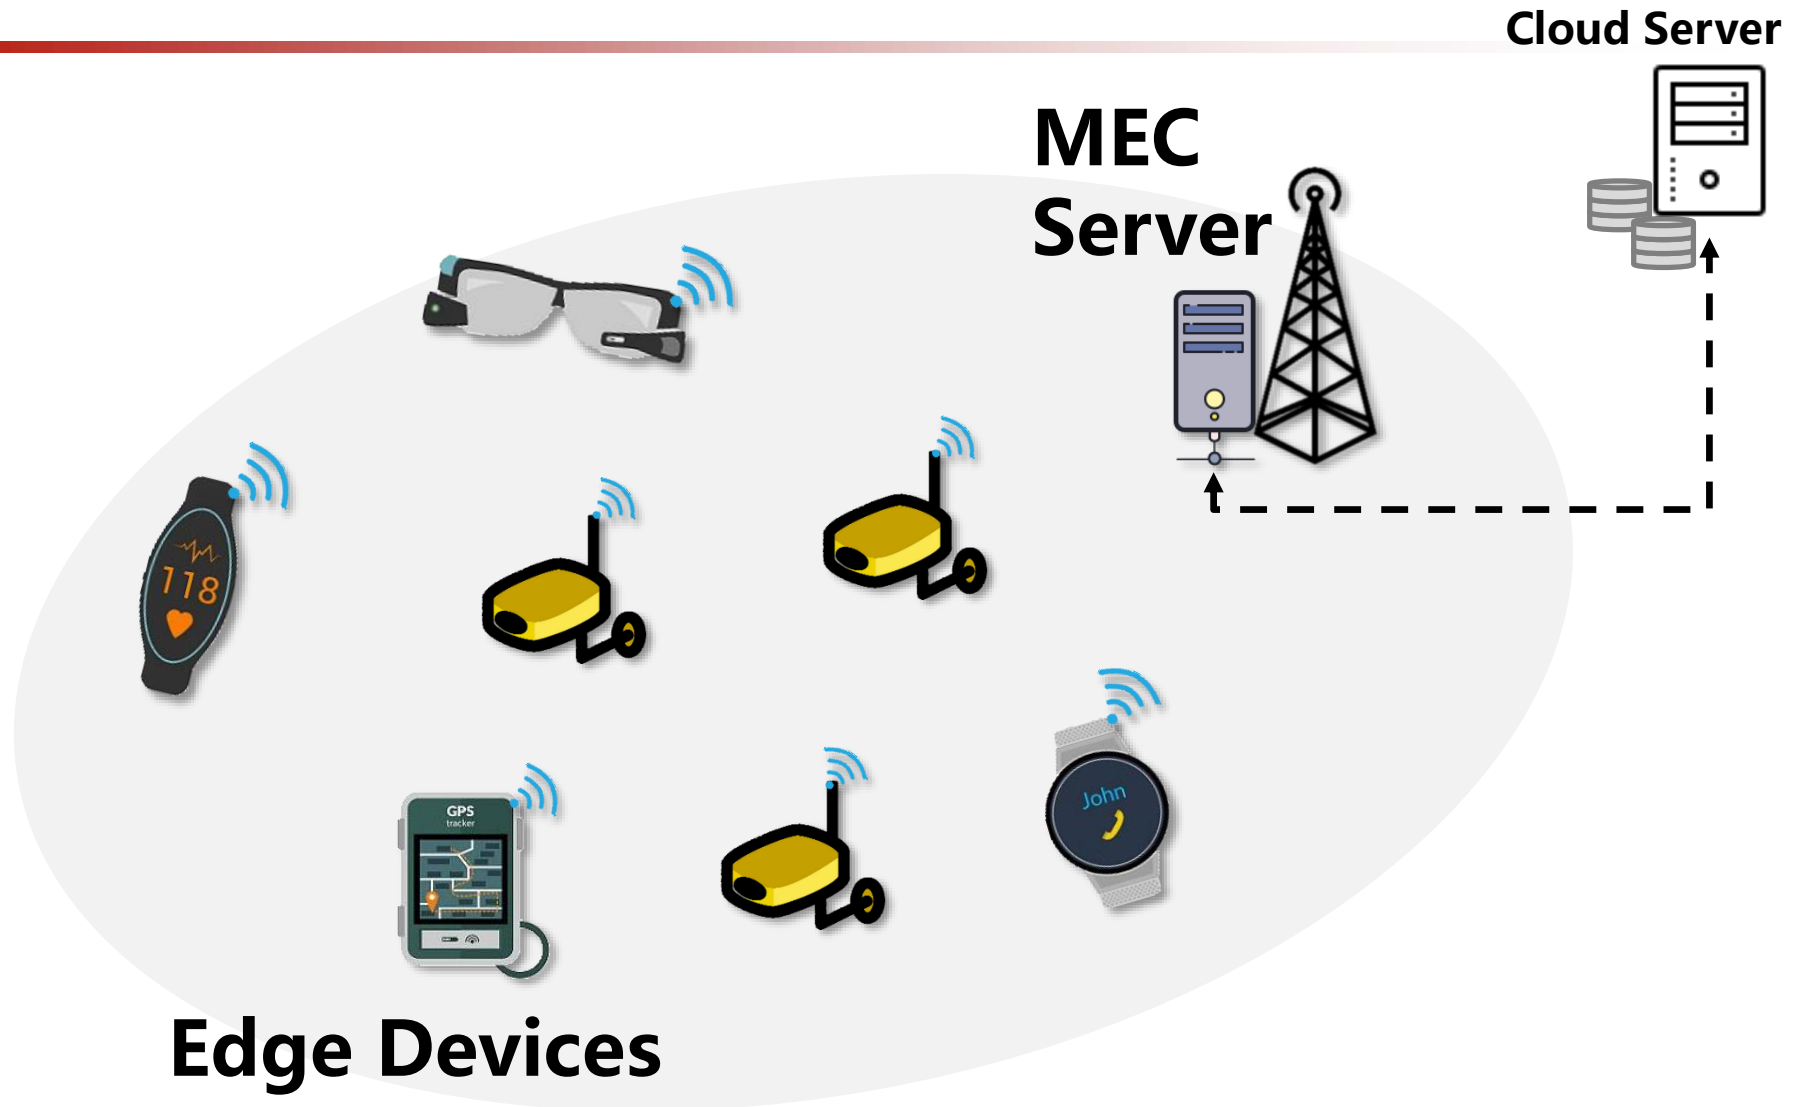 Cloud Server
MEC
Server
118
John
GPS
tracker
Edge Devices